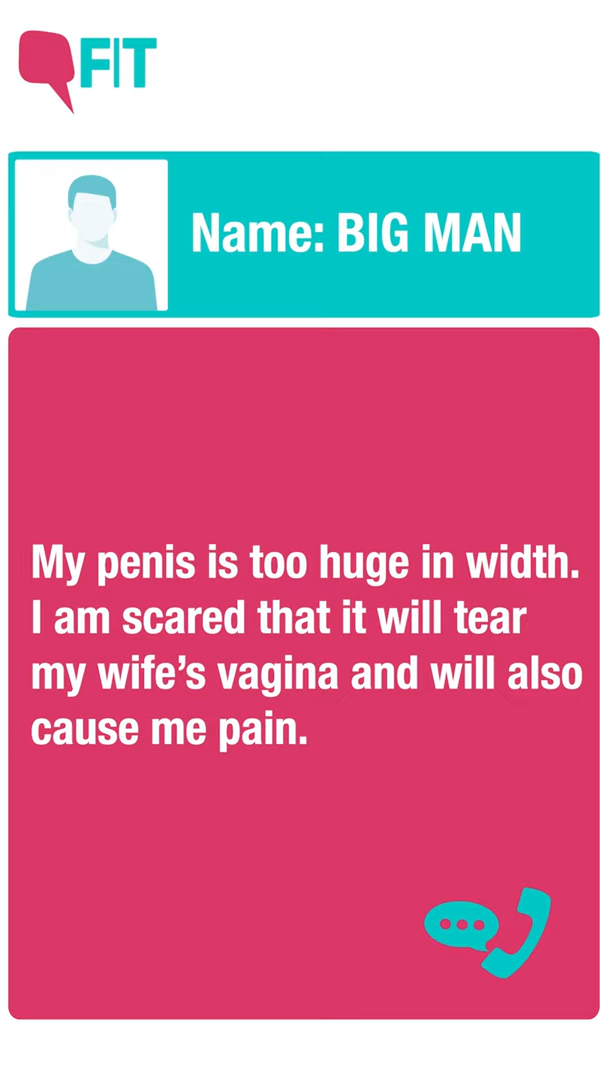 FIT
Name: BIG MAN
My penis is too huge in width.
I am scared that it will tear
my wife’s vagina and will also
cause me pain.